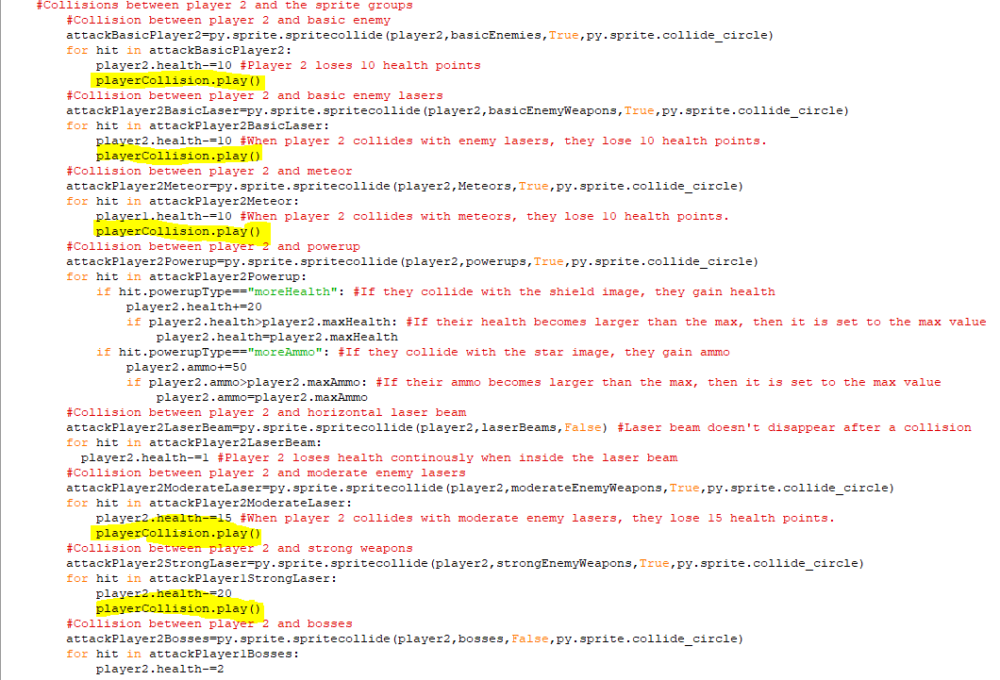 #Collisions between player 2 and the sprite groups
#Collision between player 2 and basic enemy
attackBasicPlayer2=py.sprite.spritecollide(player2,basicEnemies,True,py.sprite.collide_circle)
for hit in attackBasicPlayer2:
player2.health-=10 #Player 2 loses 10 health points
playerCollision.play()
#Collision between player 2 and basic enemy lasers
attackPlayer2BasicLaser=py.sprite.spritecollide(player2,basicEnemyWeapons,True,py.sprite.collide_circle)
for hit in attackPlayer2BasicLaser:
player2.health-=10 #When player 2 collides with enemy lasers, they lose 10 health points.
playerCollision.play()
#Collision between player 2 and meteor
attackPlayer2Meteor=py.sprite.spritecollide(player2,Meteors,True,py.sprite.collide_circle)
for hit in attackPlayer2Meteor:
player1.health-=10 #When player 2 collides with meteors, they lose 10 health points.
playerCollision.play()
#Collision between player 2 and powerup
attackPlayer2Powerup=py.sprite.spritecollide(player2,powerups,True,py.sprite.collide_circle)
for hit in attackPlayer2Powerup:
if hit.powerupType=="moreHealth": #If they collide with the shield image, they gain health
player2.health+=20
if player2.health>player2.maxHealth: #If their health becomes larger than the max, then it is set to the max value
player2.health=player2.maxHealth
if hit.powerupType=="moreAmmo": #If they collide with the star image, they gain ammo
player2.ammo+=50
if player2.ammo>player2.maxAmmo: #If their ammo becomes larger than the max, then it is set to the max value
player2.ammo=player2.maxAmmo
#Collision between player 2 and horizontal laser beam
attackPlayer2LaserBeam=py.sprite.spritecollide(player2,laserBeams,False) #Laser beam doesn't disappear after a collision
for hit in attackPlayer2LaserBeam:
player2.health-=1 #Player 2 loses health continously when inside the laser beam
#Collision between player 2 and moderate enemy lasers
attackPlayer2ModerateLaser=py.sprite.spritecollide(player2,moderateEnemyWeapons,True,py.sprite.collide_circle)
for hit in attackPlayer2ModerateLaser:
player2.health-=15 #When player 2 collides with moderate enemy lasers, they lose 15 health points.
playerCollision.play()
#Collision between player 2 and strong weapons
attackPlayer2StrongLaser=py.sprite.spritecollide(player2,strongEnemyWeapons,True,py.sprite.collide_circle)
for hit in attackPlayer1StrongLaser:
player2.health-=20
playerCollision.play()
#Collision between player 2 and bosses
attackPlayer2Bosses=py.sprite.spritecollide(player2,bosses,False,py.sprite.collide_circle)
for hit in attackPlayer1Bosses:
player2.health-=2